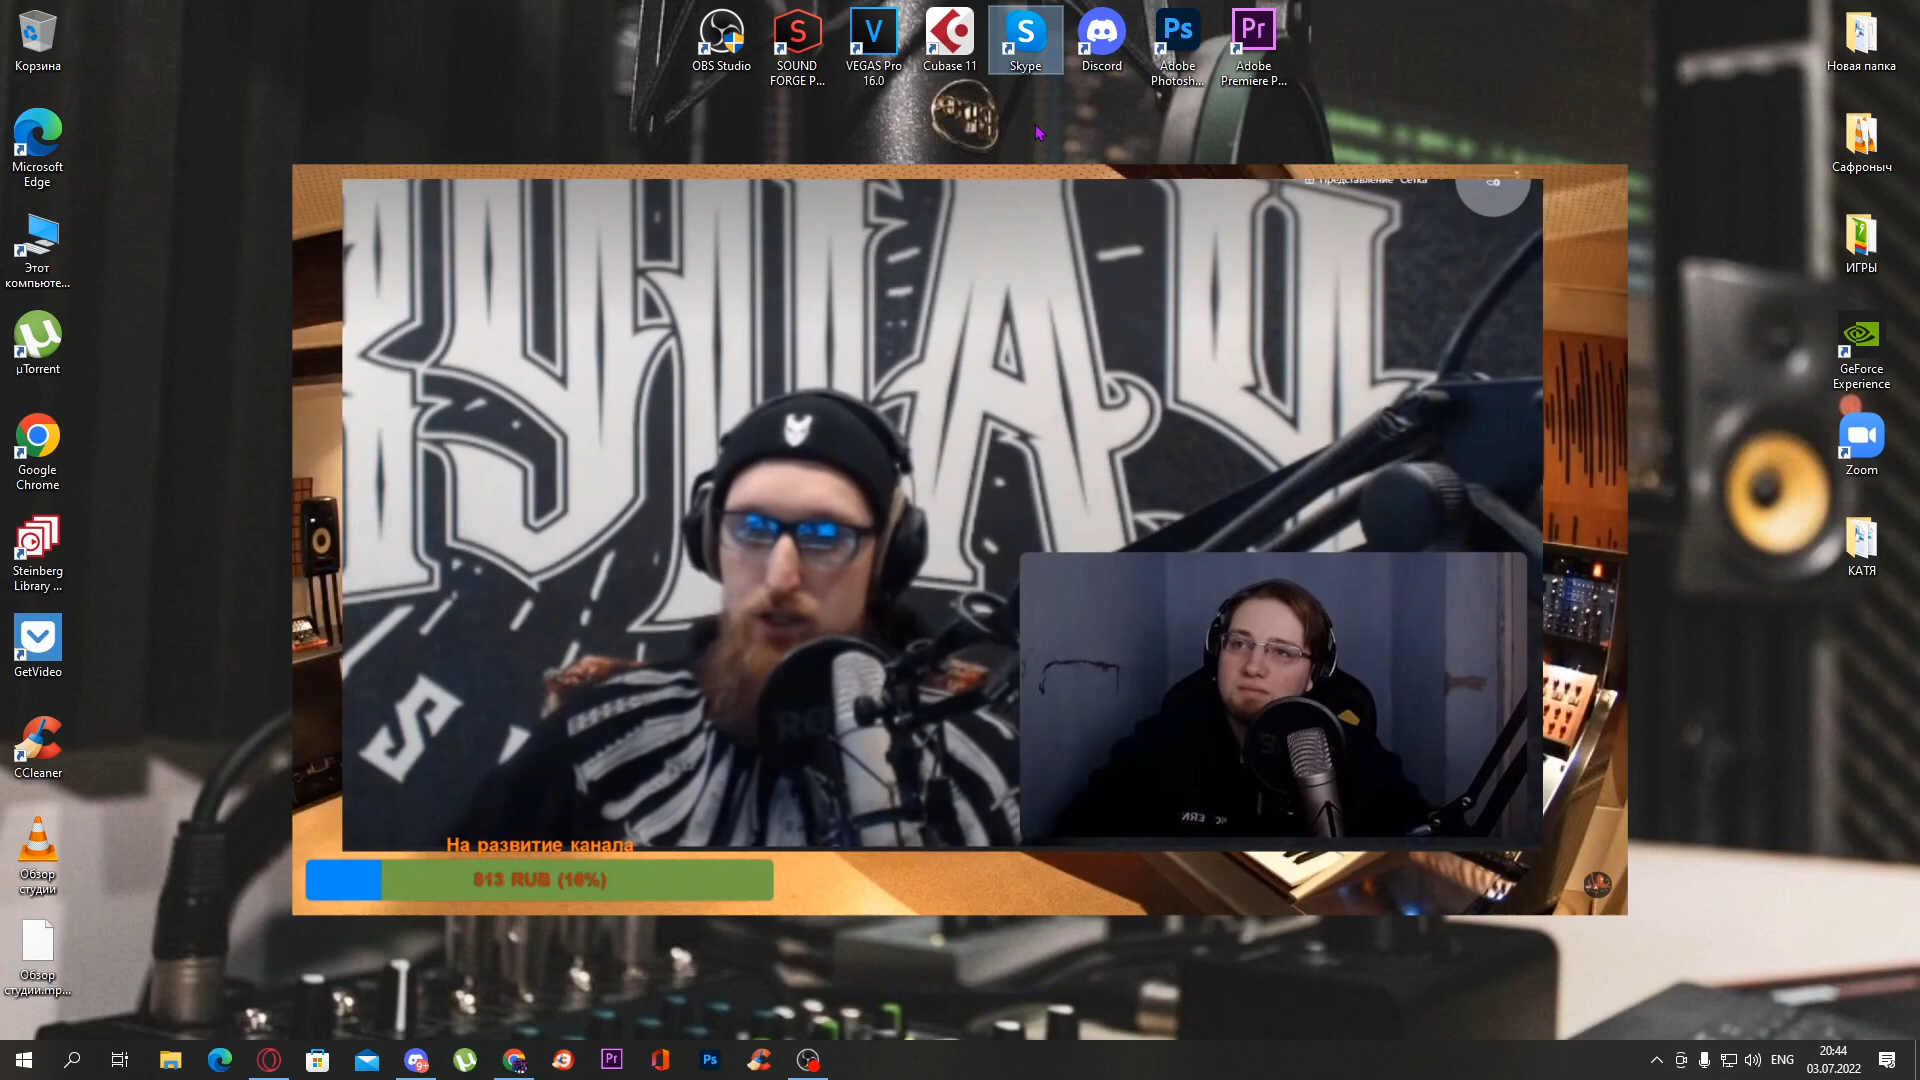 OBS Studio
SOUND
FORGE P...
VEGAS Pro
16.0
Cubase 11
Skype
Discord
Adobe
Photosh...
Adobe
Premiere P...
Корзина
Microsoft
Edge
Этот
компьюте...
µTorrent
Google
Chrome
Steinberg
Library ...
GetVideo
CCleaner
Обзор
студии
Обзор
студии.mp...
Новая папка
Сафроныч
ИГРЫ
GeForce
Experience
Zoom
КАТЯ
Представление Сетка
На развитие канала
813 RUB (16%)
ENG
20:44
03.07.2022